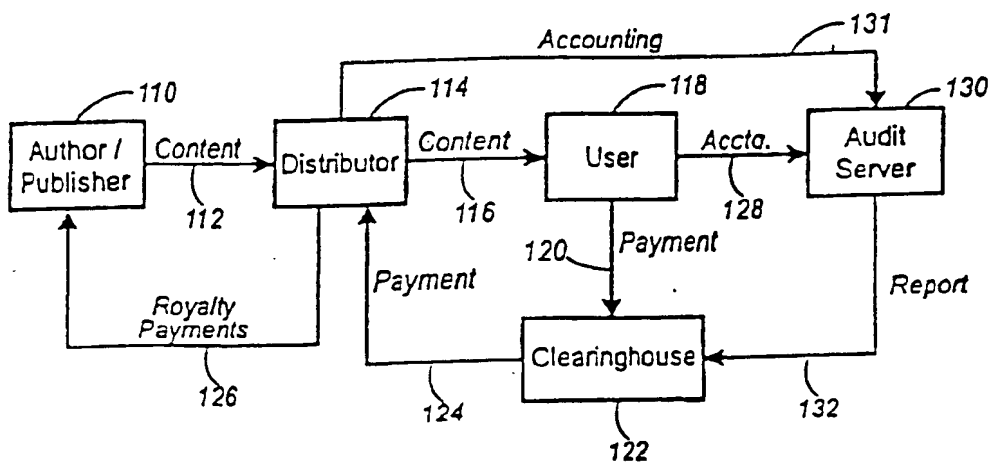 Accounting
131
110
114
118
130
Author /
Publisher
Content
112
Distributor
Content
116
User
Accta.
128
Audit
Server
120
Payment
Payment
Report
Royalty
Payments
126
124
Clearinghouse
122
132